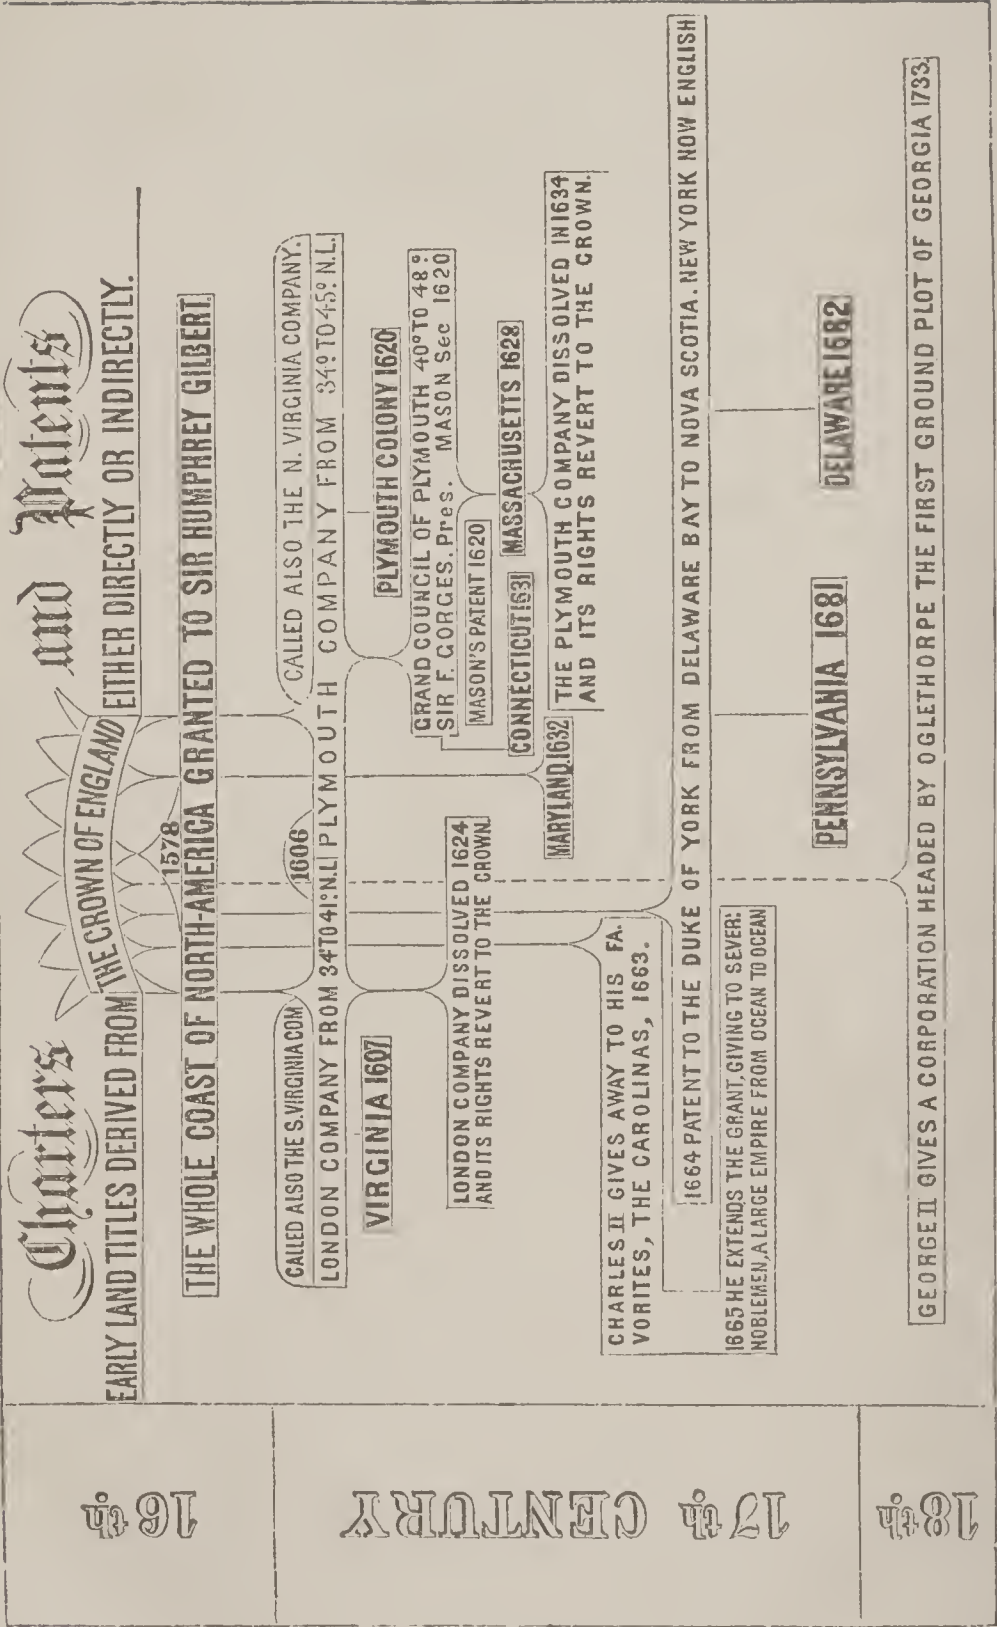 Charters and Patents
EARLY LAND TITLES DERIVED FROM THE CROWN OF ENGLAND EITHER DIRECTLY OR INDIRECTLY.
16th
1578
THE WHOLE COAST OF NORTH-AMERICA GRANTED TO SIR HUMPHREY GILBERT
17th CENTURY
1606
CALLED ALSO THE S. VIRGINIA COM
LONDON COMPANY FROM 34° TO 41° N.L.
CALLED ALSO THE N. VIRGINIA COMPANY.
PLYMOUTH COMPANY FROM 34° TO 45° N.L.
VIRGINIA 1607
PLYMOUTH COLONY 1620
GRAND COUNCIL OF PLYMOUTH 40° TO 48°
SIR F. GORGES. Pres. MASON Sec 1620
LONDON COMPANY DISSOLVED 1624
AND ITS RIGHTS REVERT TO THE CROWN
MASON'S PATENT 1620
CONNECTICUT 1631
MASSACHUSETTS 1628
MARYLAND. 1632
THE PLYMOUTH COMPANY DISSOLVED IN 1634
AND ITS RIGHTS REVERT TO THE CROWN.
CHARLES II GIVES AWAY TO HIS FA.
VORITES, THE CAROLINAS, 1663.
1664 PATENT TO THE DUKE OF YORK FROM DELAWARE BAY TO NOVA SCOTIA. NEW YORK NOW ENGLISH
1665 HE EXTENDS THE GRANT, GIVING TO SEVER:
NOBLEMEN, A LARGE EMPIRE FROM OCEAN TO OCEAN
PENNSYLVANIA 1681
DELAWARE 1682
18th
GEORGE II GIVES A CORPORATION HEADED BY OGLETHORPE THE FIRST GROUND PLOT OF GEORGIA 1733.